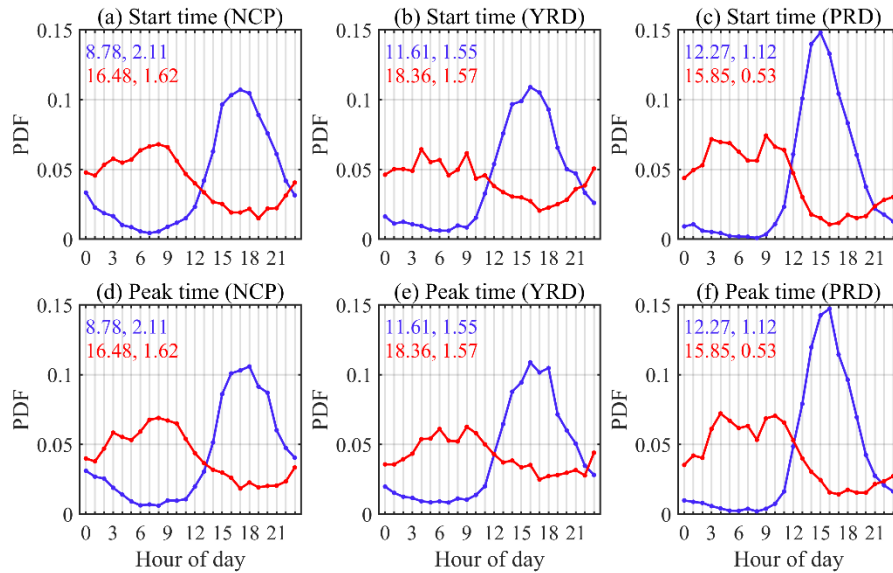 (a) Start time (NCP)
(b) Start time (YRD)
(c) Start time (PRD)
0.15
0.1
0.05
0
PDF
8.78, 2.11
16.48, 1.62
0 3 6 9 12 15 18 21
0.15
0.1
0.05
0
PDF
11.61, 1.55
18.36, 1.57
0 3 6 9 12 15 18 21
0.15
0.1
0.05
0
PDF
12.27, 1.12
15.85, 0.53
0 3 6 9 12 15 18 21
(d) Peak time (NCP)
(e) Peak time (YRD)
(f) Peak time (PRD)
0.15
0.1
0.05
0
PDF
8.78, 2.11
16.48, 1.62
0 3 6 9 12 15 18 21
Hour of day
0.15
0.1
0.05
0
PDF
11.61, 1.55
18.36, 1.57
0 3 6 9 12 15 18 21
Hour of day
0.15
0.1
0.05
0
PDF
12.27, 1.12
15.85, 0.53
0 3 6 9 12 15 18 21
Hour of day